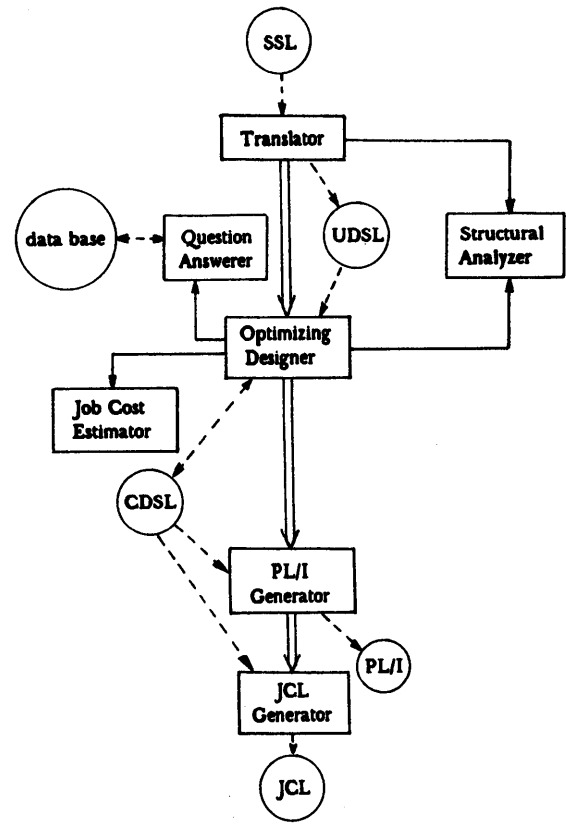 SSL
Translator
data base
Question
Answerer
UDSL
Structural
Analyzer
Optimizing
Designer
Job Cost
Estimator
CDSL
PL/I
Generator
PL/I
JCL
Generator
JCL